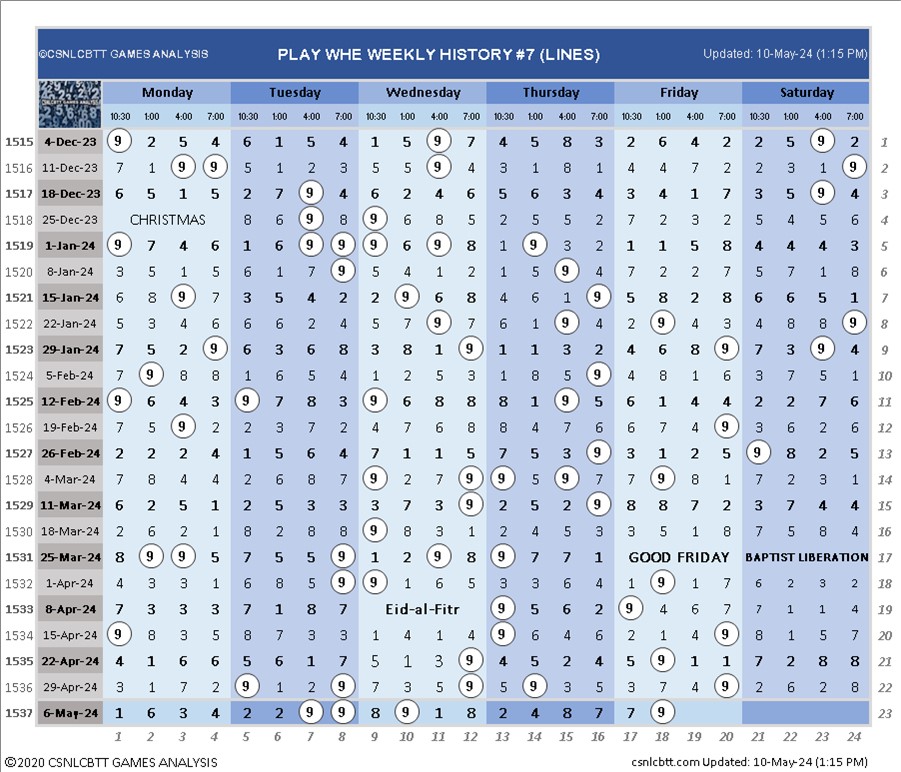 ©CSNLCBTT GAMES ANALYSIS PLAY WHE WEEKLY HISTORY #7 (LINES) Updated: 10-May-24 (1:15 PM)
Monday Tuesday Wednesday Thursday Friday Saturday
10:30 1:00 4:00 7:00 10:30 1:00 4:00 7:00 10:30 1:00 4:00 7:00 10:30 1:00 4:00 7:00 10:30 1:00 4:00 7:00 10:30 1:00 4:00 7:00
1515 4-Dec-23 9 2 5 4 6 1 5 4 1 5 9 7 4 5 8 3 2 6 4 2 2 5 9 2 1
1516 11-Dec-23 7 1 9 9 5 1 2 3 5 5 9 4 3 1 8 1 4 4 7 2 2 3 1 9 2
1517 18-Dec-23 6 5 1 5 2 7 9 4 6 2 4 6 5 6 3 4 3 4 1 7 3 5 9 4 3
1518 25-Dec-23 CHRISTMAS 8 6 9 8 9 6 8 5 2 5 5 2 7 2 3 2 5 4 5 6 4
1519 1-Jan-24 9 7 4 6 1 6 9 9 9 6 9 8 1 9 3 2 1 1 5 8 4 4 4 3 5
1520 8-Jan-24 3 5 1 5 6 1 7 9 5 4 1 2 1 5 9 4 7 2 2 7 5 7 1 8 6
1521 15-Jan-24 6 8 9 7 3 5 4 2 2 9 6 8 4 6 1 9 5 8 2 8 6 6 5 1 7
1522 22-Jan-24 5 3 4 6 6 6 2 4 5 7 9 7 6 1 9 8 2 9 4 3 4 8 8 9 8
1523 29-Jan-24 7 5 2 9 6 3 6 8 3 8 1 9 1 1 3 2 4 6 8 9 7 3 9 4 9
1524 5-Feb-24 2 9 8 8 1 6 5 4 1 2 5 3 1 8 5 9 4 8 1 6 3 7 5 1 10
1525 12-Feb-24 9 6 4 3 9 7 8 3 9 6 8 8 8 1 9 5 6 1 4 4 2 2 7 6 11
1526 19-Feb-24 7 5 9 2 2 3 7 2 4 7 6 8 8 4 7 6 6 7 4 9 3 6 2 6 12
1527 26-Feb-24 2 2 2 4 1 5 6 4 7 1 1 5 7 5 3 9 3 1 2 5 9 8 2 5 13
1528 4-Mar-24 7 8 4 4 2 6 8 7 9 2 7 9 9 5 9 7 7 9 8 1 7 2 3 1 14
1529 11-Mar-24 6 2 5 1 2 5 3 3 3 7 3 9 2 5 2 9 8 8 7 2 3 7 4 4 15
1530 18-Mar-24 2 6 2 1 8 2 8 8 9 8 3 1 2 4 5 3 3 5 1 8 7 5 8 4 16
1531 25-Mar-24 8 9 9 5 7 5 5 9 1 2 9 8 9 7 7 1 GOOD FRIDAY BAPTIST LIBERATION 17
1532 1-Apr-24 4 3 3 1 6 8 5 9 9 1 6 5 3 3 6 4 1 9 1 7 6 2 3 2 18
1533 8-Apr-24 7 3 3 3 7 1 8 7 Eid-al-Fitr 9 5 6 2 9 4 6 7 7 1 1 4 19
1534 15-Apr-24 9 8 3 5 8 7 3 3 1 4 1 4 9 6 4 6 2 1 4 9 8 1 5 7 20
1535 22-Apr-24 4 1 6 6 5 6 1 7 5 1 3 9 4 5 2 4 5 9 1 1 7 2 8 8 21
1536 29-Apr-24 3 1 7 2 9 1 2 9 7 3 5 9 5 9 3 5 3 7 4 9 2 6 2 8 22
1537 6-May-24 1 6 3 4 2 2 9 9 8 9 1 8 2 4 8 7 7 9 23
1 2 3 4 5 6 7 8 9 10 11 12 13 14 15 16 17 18 19 20 21 22 23 24
©2020 CSNLCBTT GAMES ANALYSIS csnlcbtt.com Updated: 10-May-24 (1:15 PM)